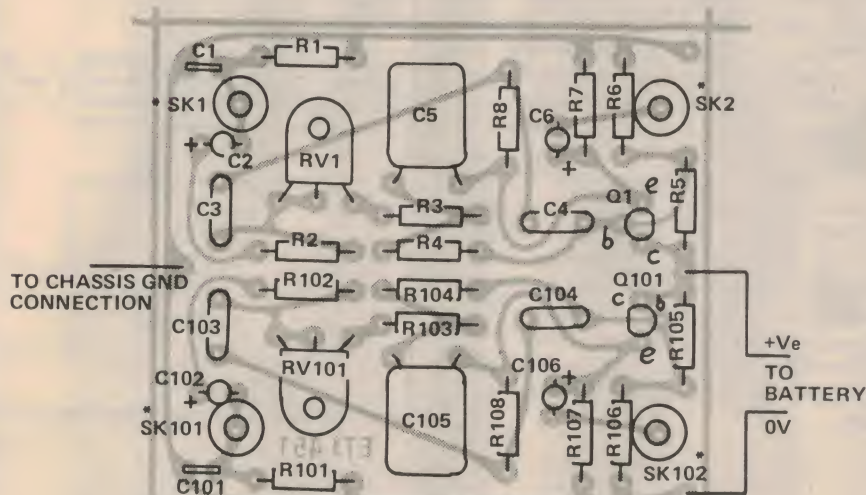 C1
R1
* SK1
C5
R8
C6
R7
R6
* SK2
+
C2
RV1
+
C3
R3
C4
Q1
e
b
c
R5
R2
R4
TO CHASSIS GND
CONNECTION
R102
R104
C104
Q101
c
b
e
C103
R103
R105
+Ve
TO
BATTERY
0V
C102
+
RV101
C105
C106
+
* SK101
R108
R107
R106
SK102 *
ETI 451
C101
R101